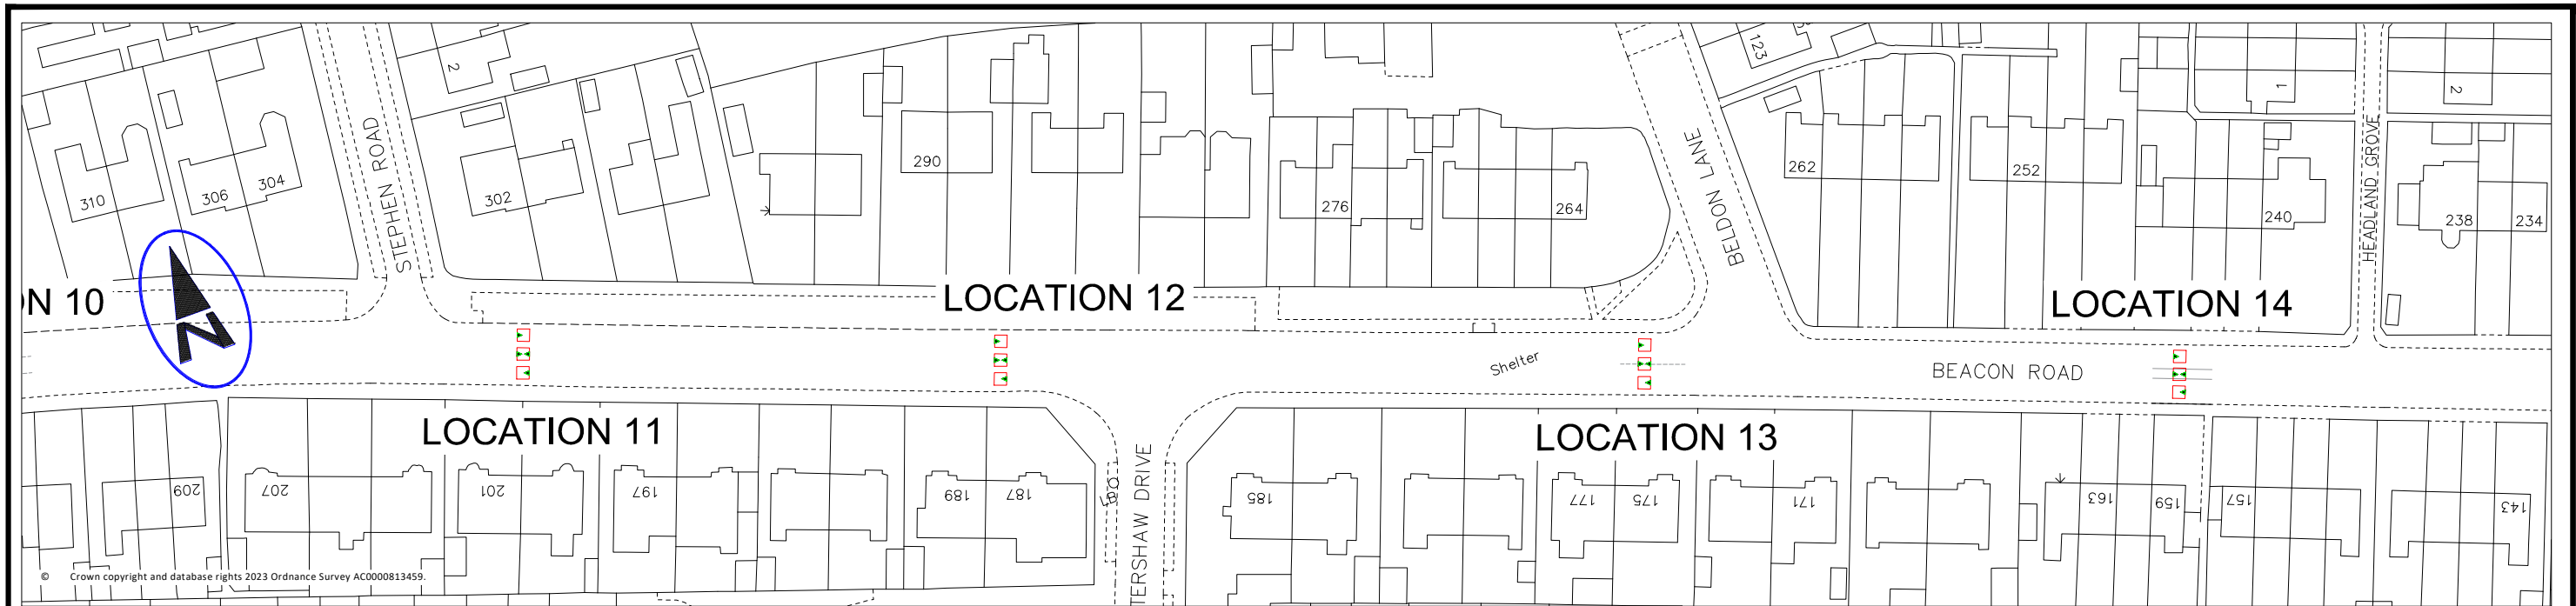 2
123
1
2
STEPHEN ROAD
310
306
304
302
290
276
264
BELDON LANE
262
252
240
HEADLAND GROVE
238
234
N
ON 10
LOCATION 12
LOCATION 14
Shelter
BEACON ROAD
LOCATION 11
LOCATION 13
209
207
201
197
189
187
TERSHAW DRIVE
185
177
175
171
163
159
157
143
© Crown copyright and database rights 2023 Ordnance Survey AC0000813459.